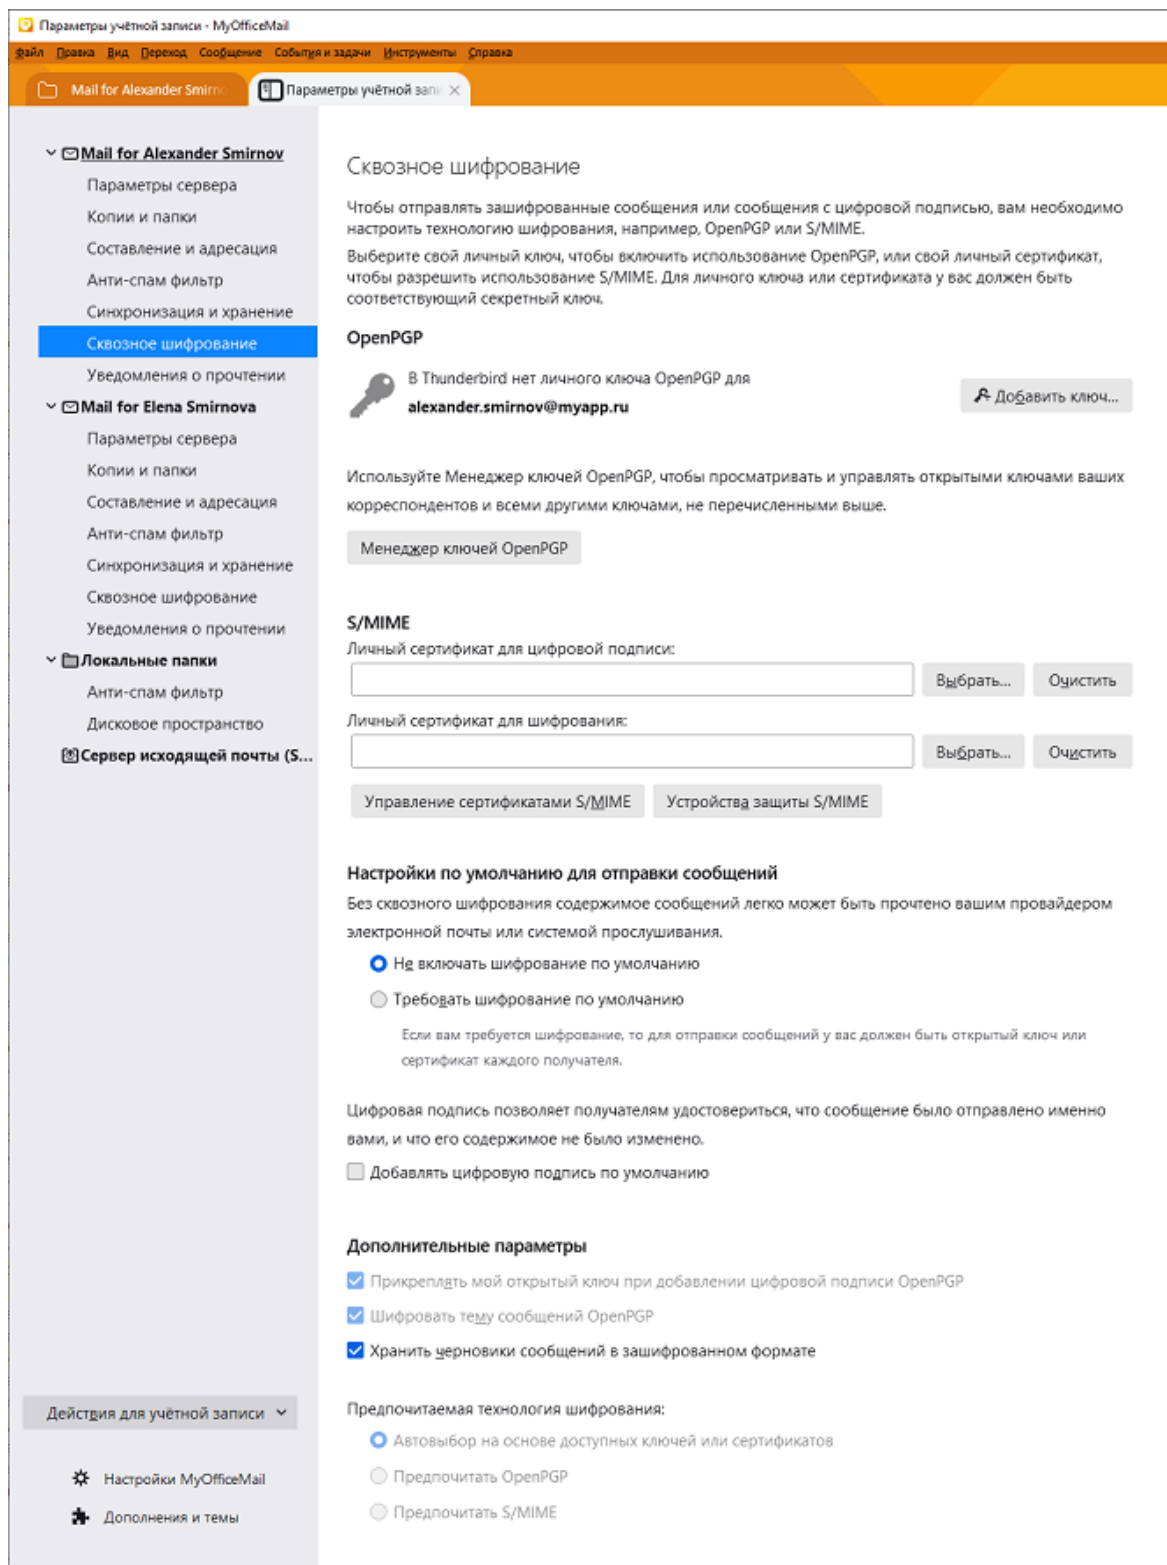 Параметры учётной записи - MyOfficeMail
Файл Правка Вид Переход Сообщение События и задачи Инструменты Справка
Mail for Alexander Smirno
Параметры учётной запи
Mail for Alexander Smirnov
Параметры сервера
Копии и папки
Составление и адресация
Анти-спам фильтр
Синхронизация и хранение
Сквозное шифрование
Уведомления о прочтении
Mail for Elena Smirnova
Параметры сервера
Копии и папки
Составление и адресация
Анти-спам фильтр
Синхронизация и хранение
Сквозное шифрование
Уведомления о прочтении
Локальные папки
Анти-спам фильтр
Дисковое пространство
Сервер исходящей почты (S...
Действия для учётной записи
Настройки MyOfficeMail
Дополнения и темы
Сквозное шифрование
Чтобы отправлять зашифрованные сообщения или сообщения с цифровой подписью, вам необходимо
настроить технологию шифрования, например, OpenPGP или S/MIME.
Выберите свой личный ключ, чтобы включить использование OpenPGP, или свой личный сертификат,
чтобы разрешить использование S/MIME. Для личного ключа или сертификата у вас должен быть
соответствующий секретный ключ.
OpenPGP
В Thunderbird нет личного ключа OpenPGP для
alexander.smirnov@myapp.ru
Добавить ключ...
Используйте Менеджер ключей OpenPGP, чтобы просматривать и управлять открытыми ключами ваших
корреспондентов и всеми другими ключами, не перечисленными выше.
Менеджер ключей OpenPGP
S/MIME
Личный сертификат для цифровой подписи:
Выбрать... Очистить
Личный сертификат для шифрования:
Выбрать... Очистить
Управление сертификатами S/MIME Устройства защиты S/MIME
Настройки по умолчанию для отправки сообщений
Без сквозного шифрования содержимое сообщений легко может быть прочтено вашим провайдером
электронной почты или системой прослушивания.
Не включать шифрование по умолчанию
Требовать шифрование по умолчанию
Если вам требуется шифрование, то для отправки сообщений у вас должен быть открытый ключ или
сертификат каждого получателя.
Цифровая подпись позволяет получателям удостовериться, что сообщение было отправлено именно
вами, и что его содержимое не было изменено.
Добавлять цифровую подпись по умолчанию
Дополнительные параметры
Прикреплять мой открытый ключ при добавлении цифровой подписи OpenPGP
Шифровать тему сообщений OpenPGP
Хранить черновики сообщений в зашифрованном формате
Предпочитаемая технология шифрования:
Автовыбор на основе доступных ключей или сертификатов
Предпочитать OpenPGP
Предпочитать S/MIME